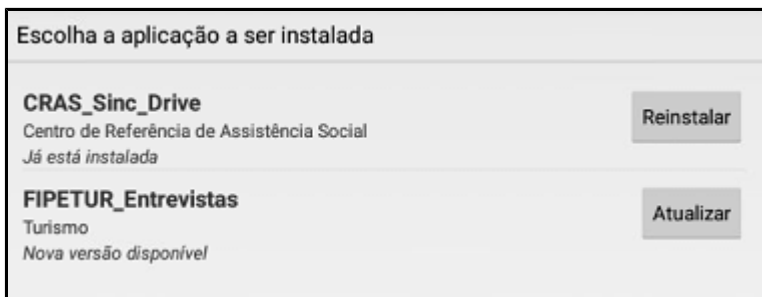 Escolha a aplicação a ser instalada
CRAS_Sinc_Drive
Centro de Referência de Assistência Social
Já está instalada
Reinstalar
FIPETUR_Entrevistas
Turismo
Nova versão disponível
Atualizar